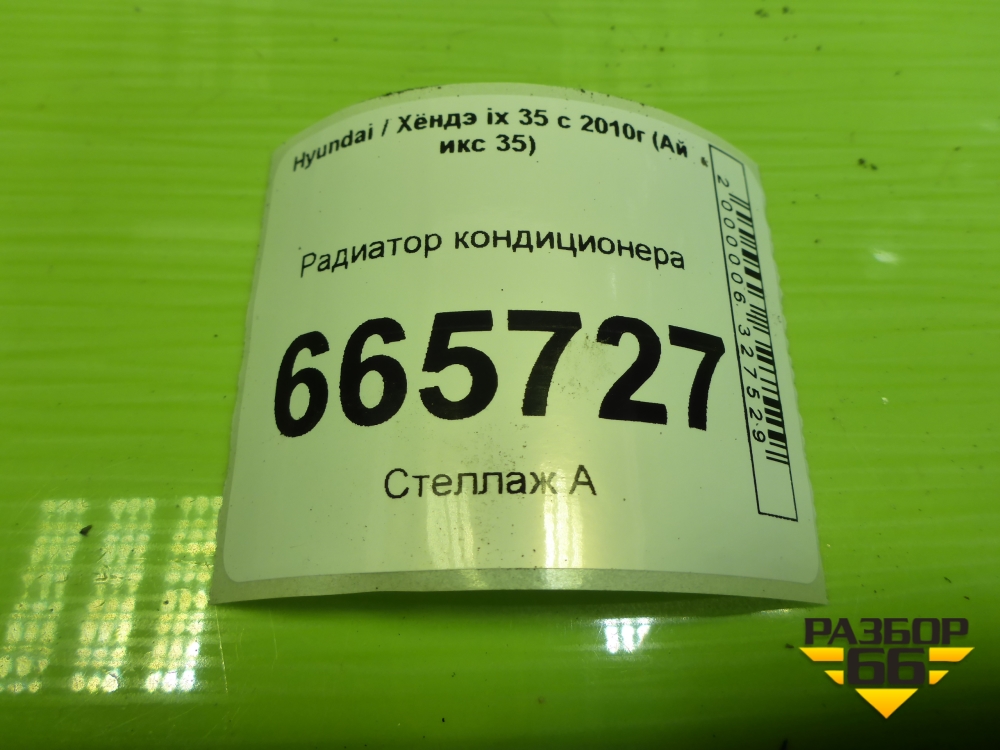 Hyundai / Хёндэ ix 35 с 2010г (Ай
икс 35)
Радиатор кондиционера
665727
Стеллаж А
2000006327529
РАЗБОР
66